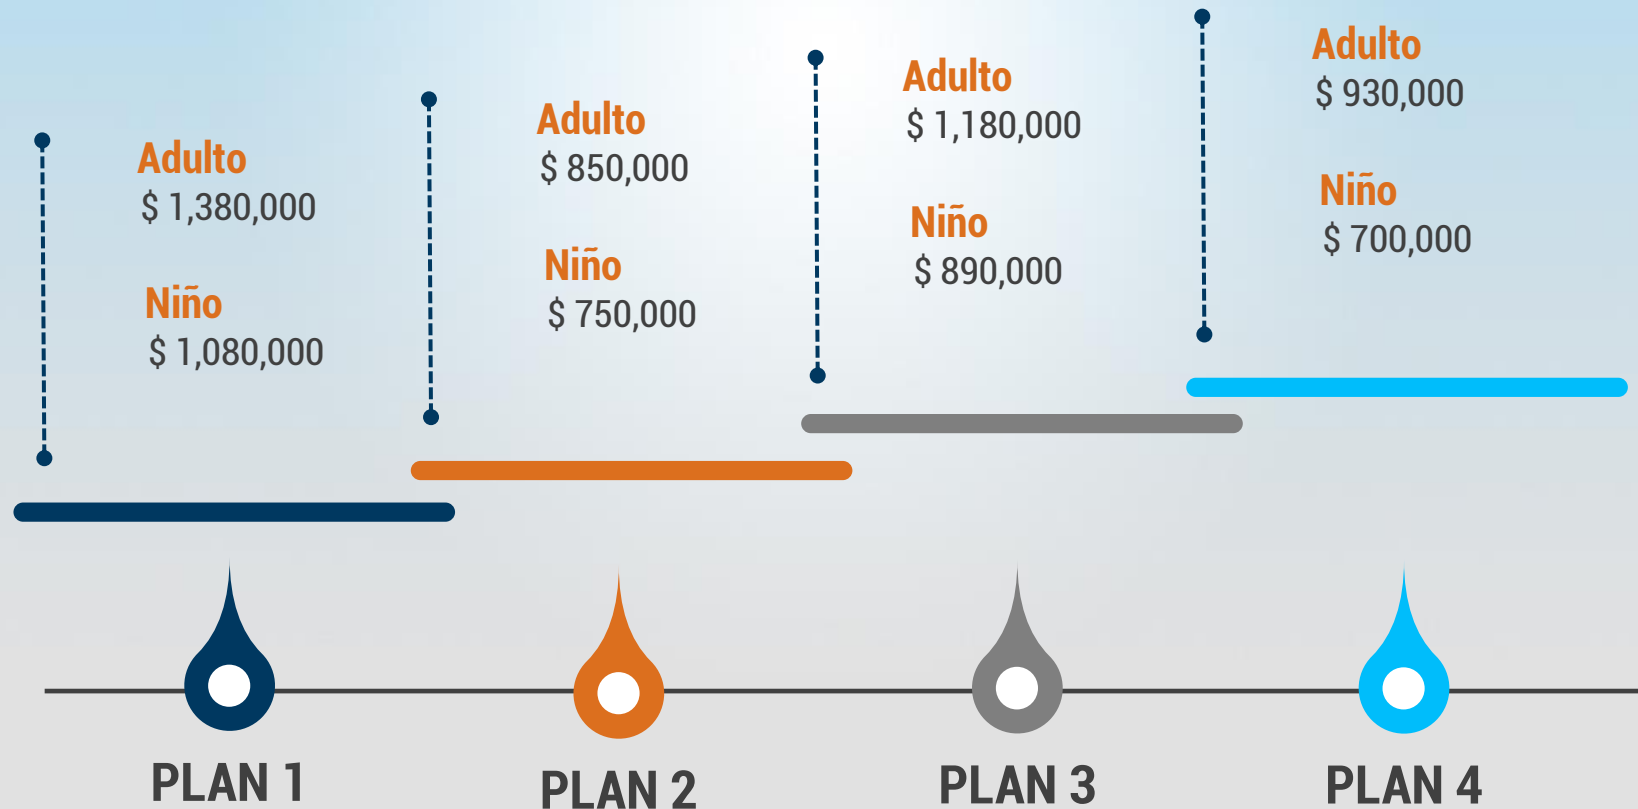 Adulto
$ 1,380,000
Niño
$ 1,080,000
PLAN 1
Adulto
$ 850,000
Niño
$ 750,000
PLAN 2
Adulto
$ 1,180,000
Niño
$ 890,000
PLAN 3
Adulto
$ 930,000
Niño
$ 700,000
PLAN 4